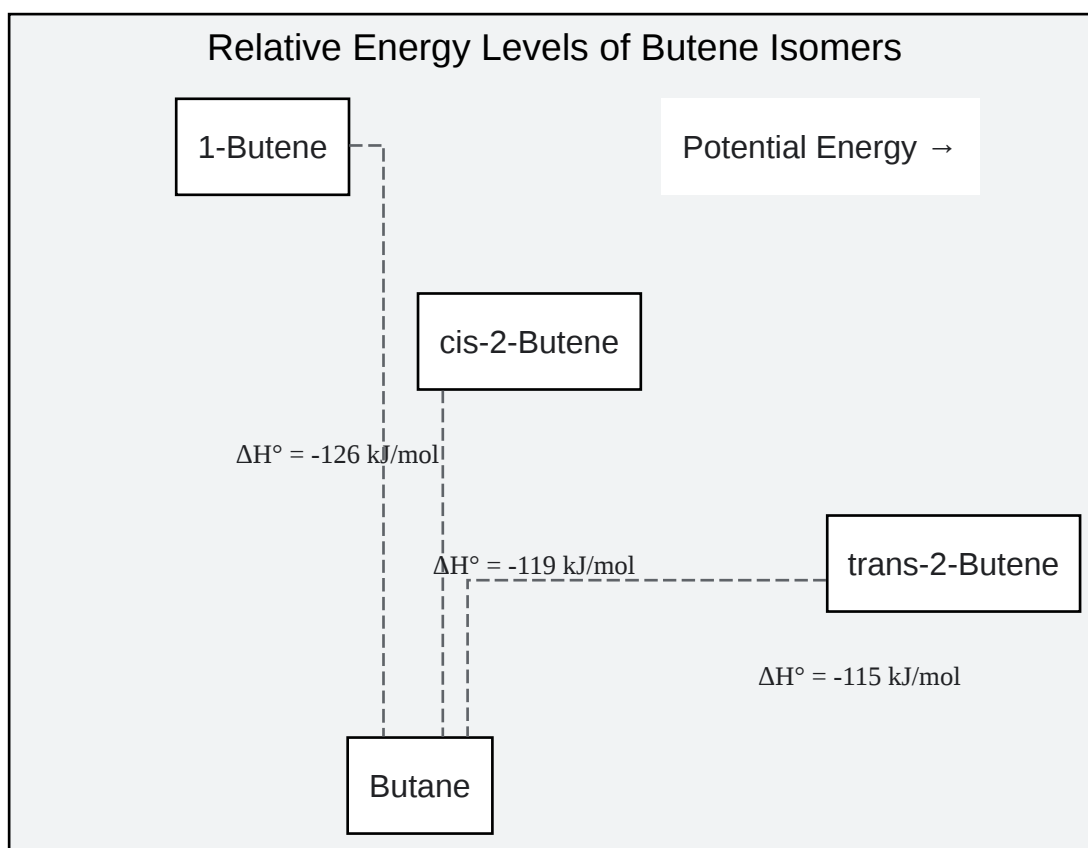 Relative Energy Levels of Butene Isomers
1-Butene
Potential Energy →
cis-2-Butene
ΔH° = -126 kJ/mol
ΔH° = -119 kJ/mol
trans-2-Butene
ΔH° = -115 kJ/mol
Butane